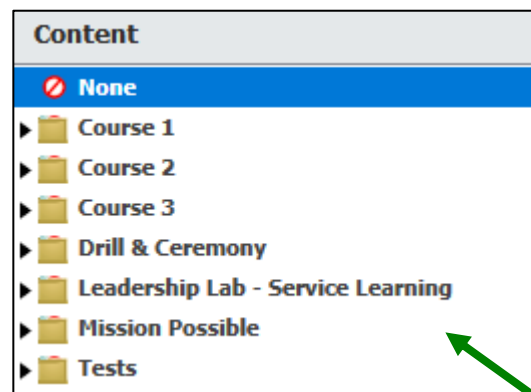 Content
None
Course 1
Course 2
Course 3
Drill & Ceremony
Leadership Lab - Service Learning
Mission Possible
Tests